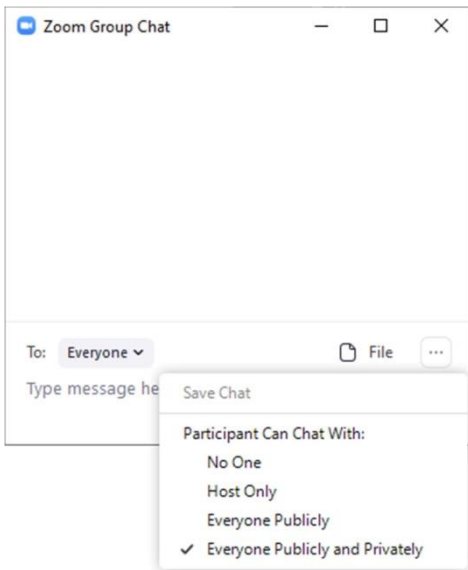 Zoom Group Chat
To: Everyone File ...
Type message he
Save Chat
Participant Can Chat With:
No One
Host Only
Everyone Publicly
Everyone Publicly and Privately